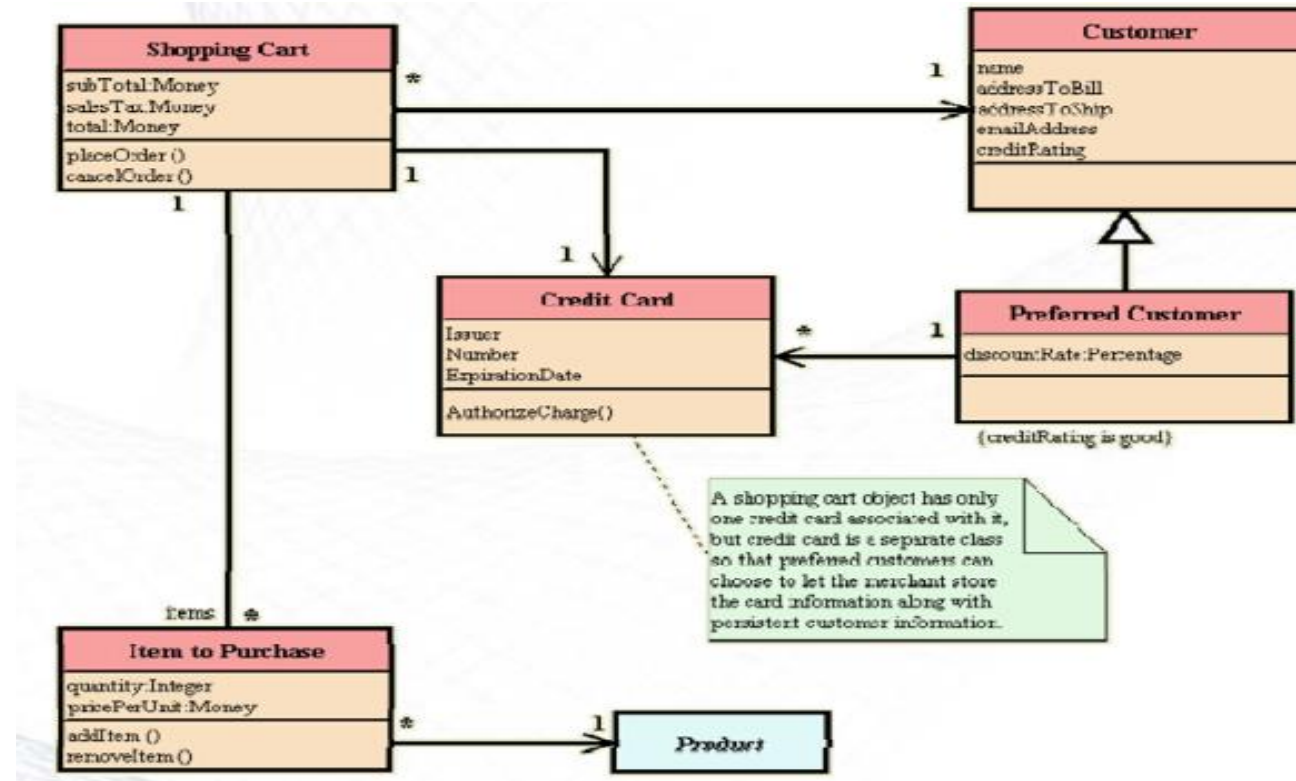 Shopping Cart
subTotal:Money
salesTax:Money
total:Money
placeOrder ()
cancelOrder ()
*
1
Customer
name
addressToBill
addressToShip
emailAddress
creditRating
1
1
1
Credit Card
Issuer
Number
ExpirationDate
AuthorizeCharge()
*
1
Preferred Customer
discountRate:Percentage
{creditRating is good}
A shopping cart object has only
one credit card associated with it,
but credit card is a separate class
so that preferred customers can
choose to let the merchant store
the card information along with
persistent customer information.
items *
Item to Purchase
quantity:Integer
pricePerUnit:Money
addItem ()
removeItem ()
*
1
Product